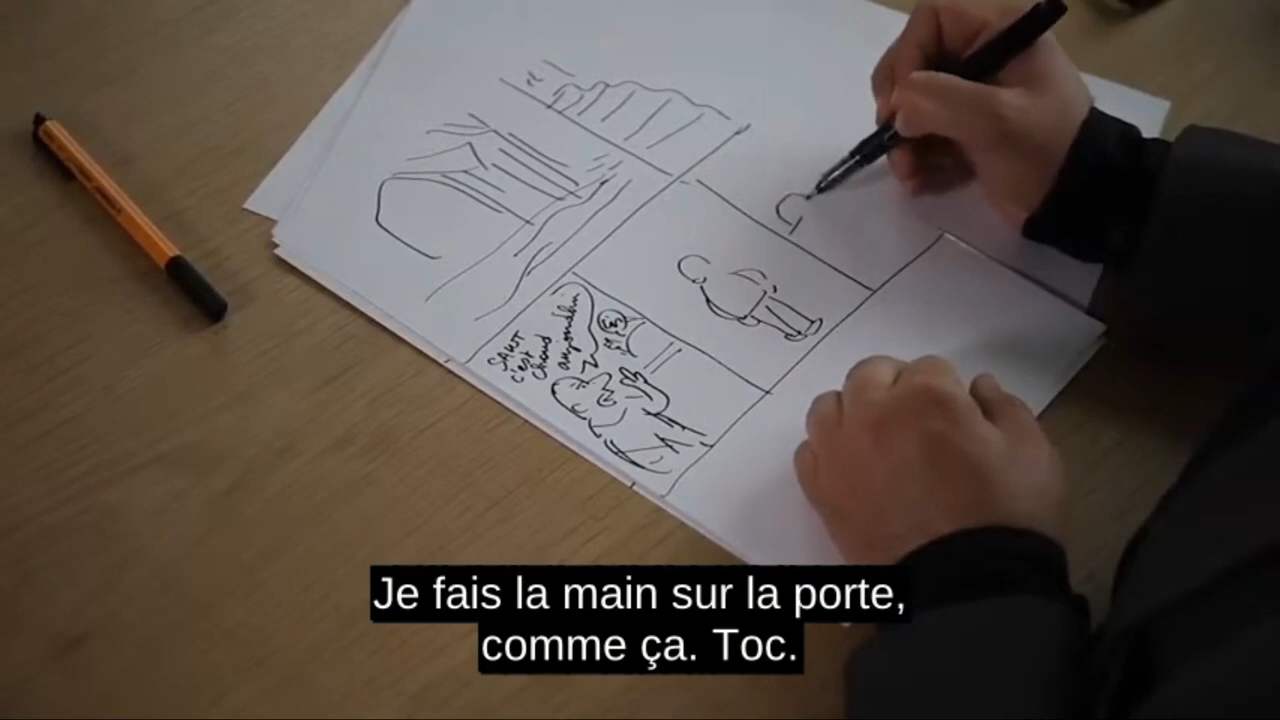 SALUT
c'est
chaud
aujourd'hui
Je fais la main sur la porte,
comme ça. Toc.